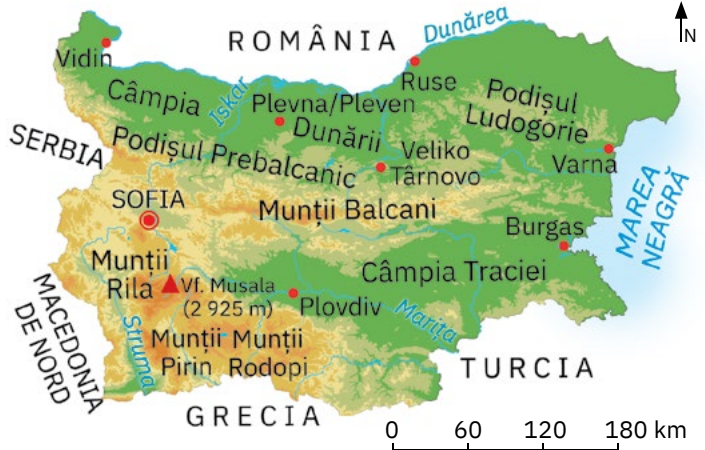 ROMÂNIA
Dunărea
N
Vidin
Ruse
Câmpia
Iskăr
Plevna/Pleven
Podișul
Ludogorie
Dunării
SERBIA
Podișul Prebalcanic
Veliko
Târnovo
Varna
SOFIA
Munții Balcani
Burgas
MAREA
NEAGRĂ
Munții
Rila
Vf. Musala
(2 925 m)
Câmpia Traciei
Plovdiv
Marița
MACEDONIA
DE NORD
Struma
Munții
Pirin
Munții
Rodopi
TURCIA
GRECIA
0 60 120 180 km